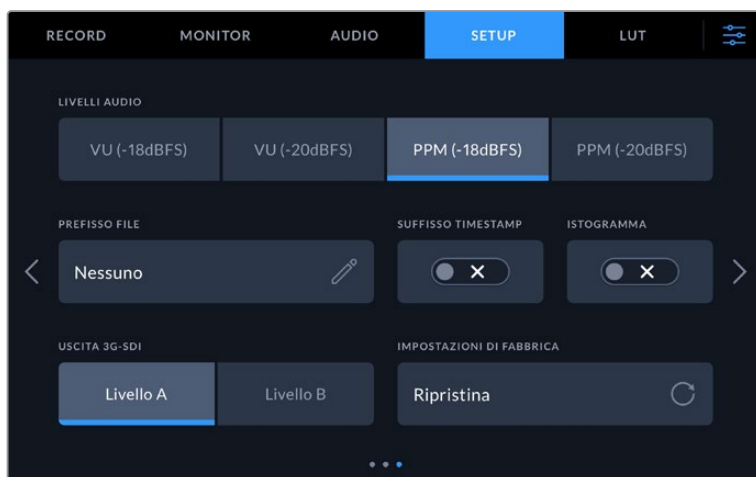 RECORD MONITOR AUDIO SETUP LUT
LIVELLI AUDIO
VU (-18dBFS) VU (-20dBFS) PPM (-18dBFS) PPM (-20dBFS)
PREFISSO FILE SUFFISSO TIMESTAMP ISTOGRAMMA
Nessuno
USCITA 3G-SDI IMPOSTAZIONI DI FABBRICA
Livello A Livello B Ripristina